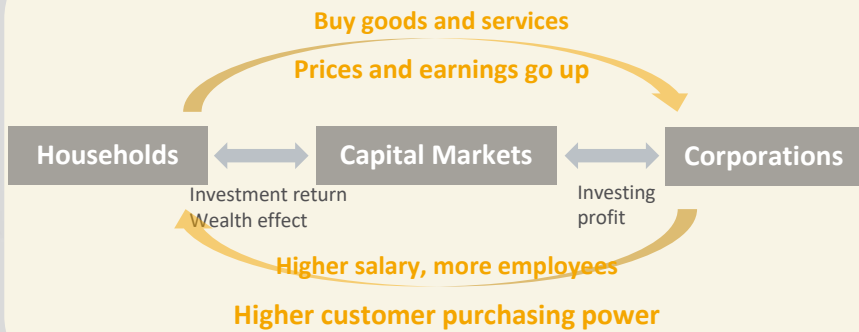 Buy goods and services
Prices and earnings go up
Households
Capital Markets
Corporations
Investment return
Wealth effect
Investing
profit
Higher salary, more employees
Higher customer purchasing power